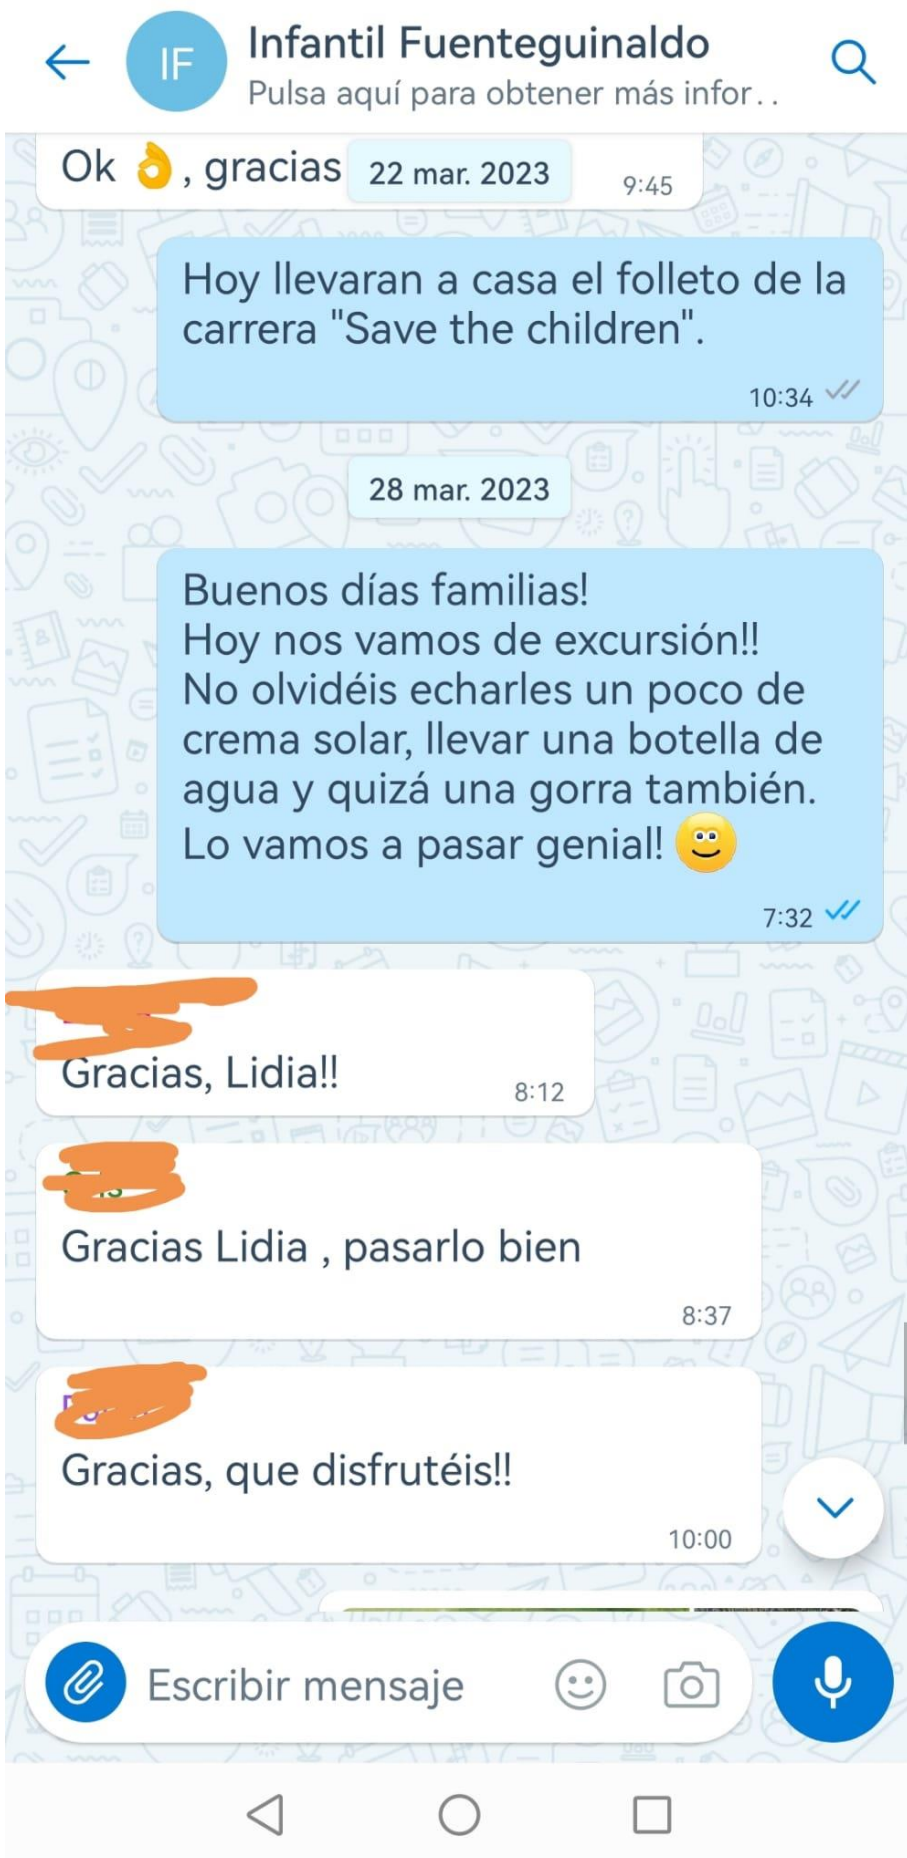 IF
Infantil Fuenteguinaldo
Pulsa aquí para obtener más infor..
Ok 👌, gracias
22 mar. 2023
9:45
Hoy llevaran a casa el folleto de la
carrera "Save the children".
10:34
28 mar. 2023
Buenos días familias!
Hoy nos vamos de excursión!!
No olvidéis echarles un poco de
crema solar, llevar una botella de
agua y quizá una gorra también.
Lo vamos a pasar genial! 🙂
7:32
Gracias, Lidia!!
8:12
Gracias Lidia , pasarlo bien
8:37
Gracias, que disfrutéis!!
10:00
Escribir mensaje